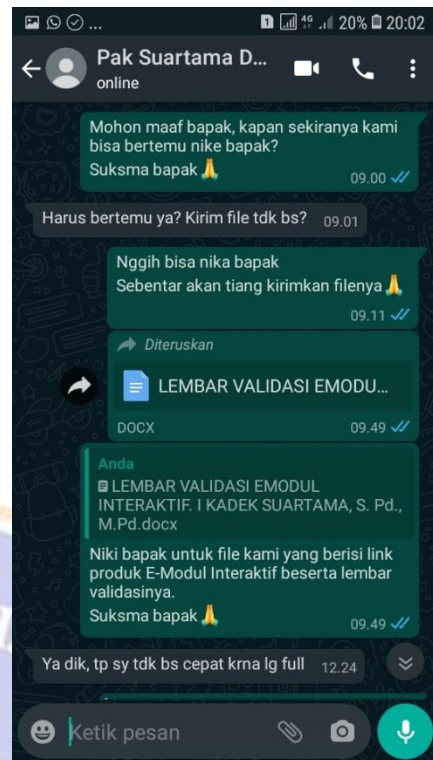 1 4G 20% 20:02
Pak Suartama D...
online
Mohon maaf bapak, kapan sekiranya kami
bisa bertemu nike bapak?
Suksma bapak🙏
09.00
Harus bertemu ya? Kirim file tdk bs? 09.01
Nggih bisa nika bapak
Sebentar akan tiang kirimkan filenya🙏
09.11
Diteruskan
LEMBAR VALIDASI EMODU...
DOCX 09.49
Anda
LEMBAR VALIDASI EMODUL
INTERAKTIF. I KADEK SUARTAMA, S. Pd.,
M.Pd.docx
Niki bapak untuk file kami yang berisi link
produk E-Modul Interaktif beserta lembar
validasinya.
Suksma bapak🙏
09.49
Ya dik, tp sy tdk bs cepat krna lg full 12.24
Ketik pesan